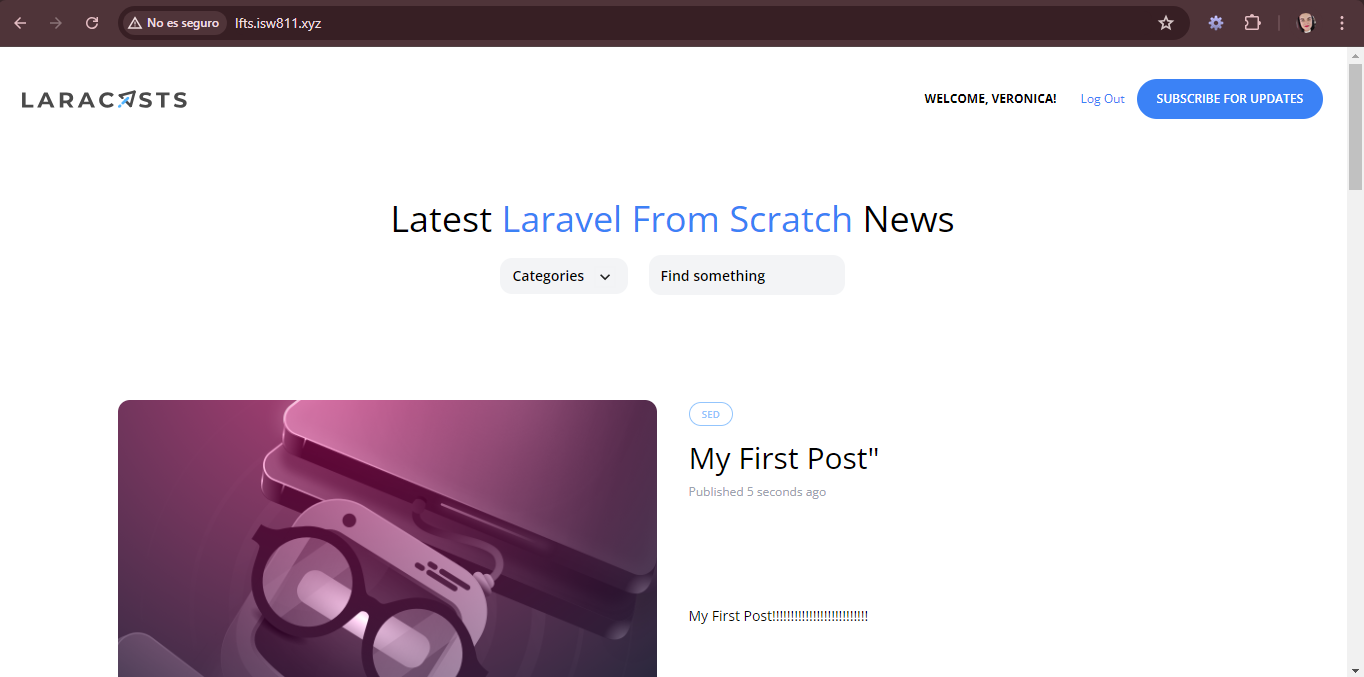 No es seguro lfts.isw811.xyz
LARACASTS WELCOME, VERONICA! Log Out SUBSCRIBE FOR UPDATES
Latest Laravel From Scratch News
Categories Find something
SED
My First Post"
Published 5 seconds ago
My First Post!!!!!!!!!!!!!!!!!!!!!!!!!!